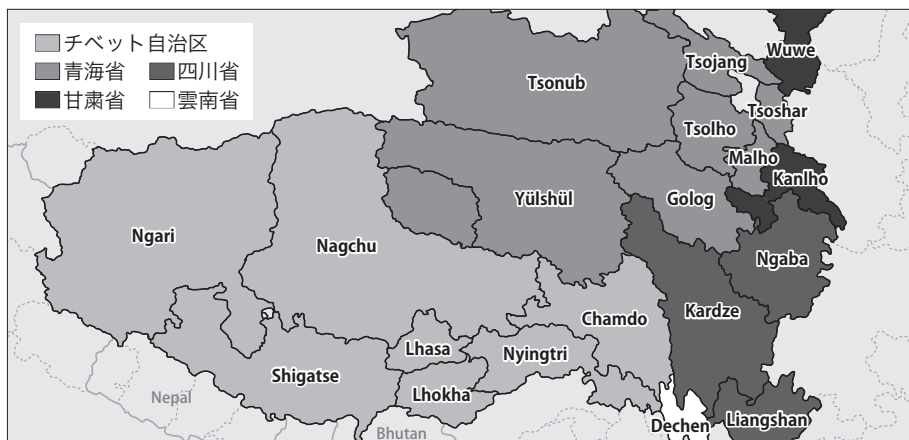 チベット自治区
青海省 四川省
甘粛省 雲南省
Wuwe
Tsojang
Tsonub
Tsoshar
Tsolho
Malho
Kanlho
Yülshül
Golog
Ngari
Nagchu
Ngaba
Chamdo
Kardze
Lhasa
Nyingtri
Shigatse
Lhokha
Nepal
Dechen
Liangshan
Bhutan